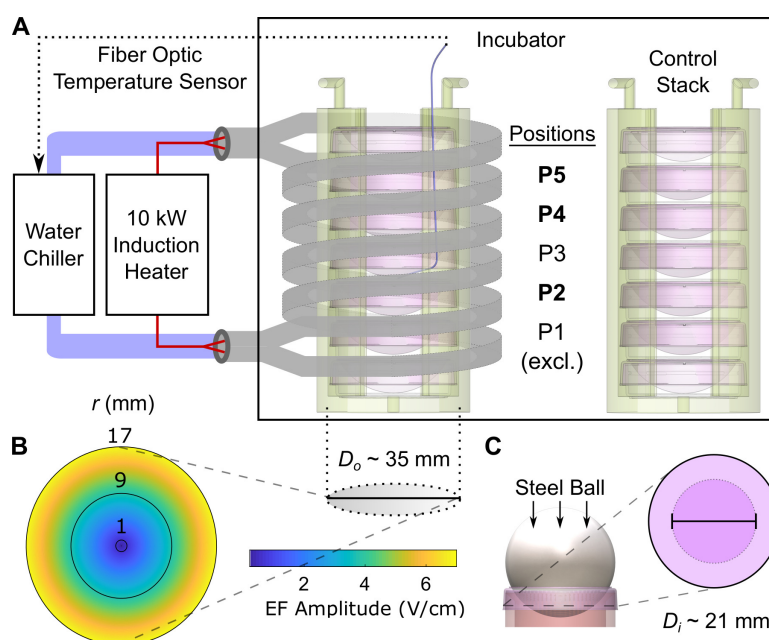 A
Fiber Optic
Temperature Sensor
Incubator
Control
Stack
Positions
P5
P4
P3
P2
P1
(excl.)
Water
Chiller
10 kW
Induction
Heater
r (mm)
B
17
9
1
D_o ~ 35 mm
2 4 6
EF Amplitude (V/cm)
C
Steel Ball
D_i ~ 21 mm